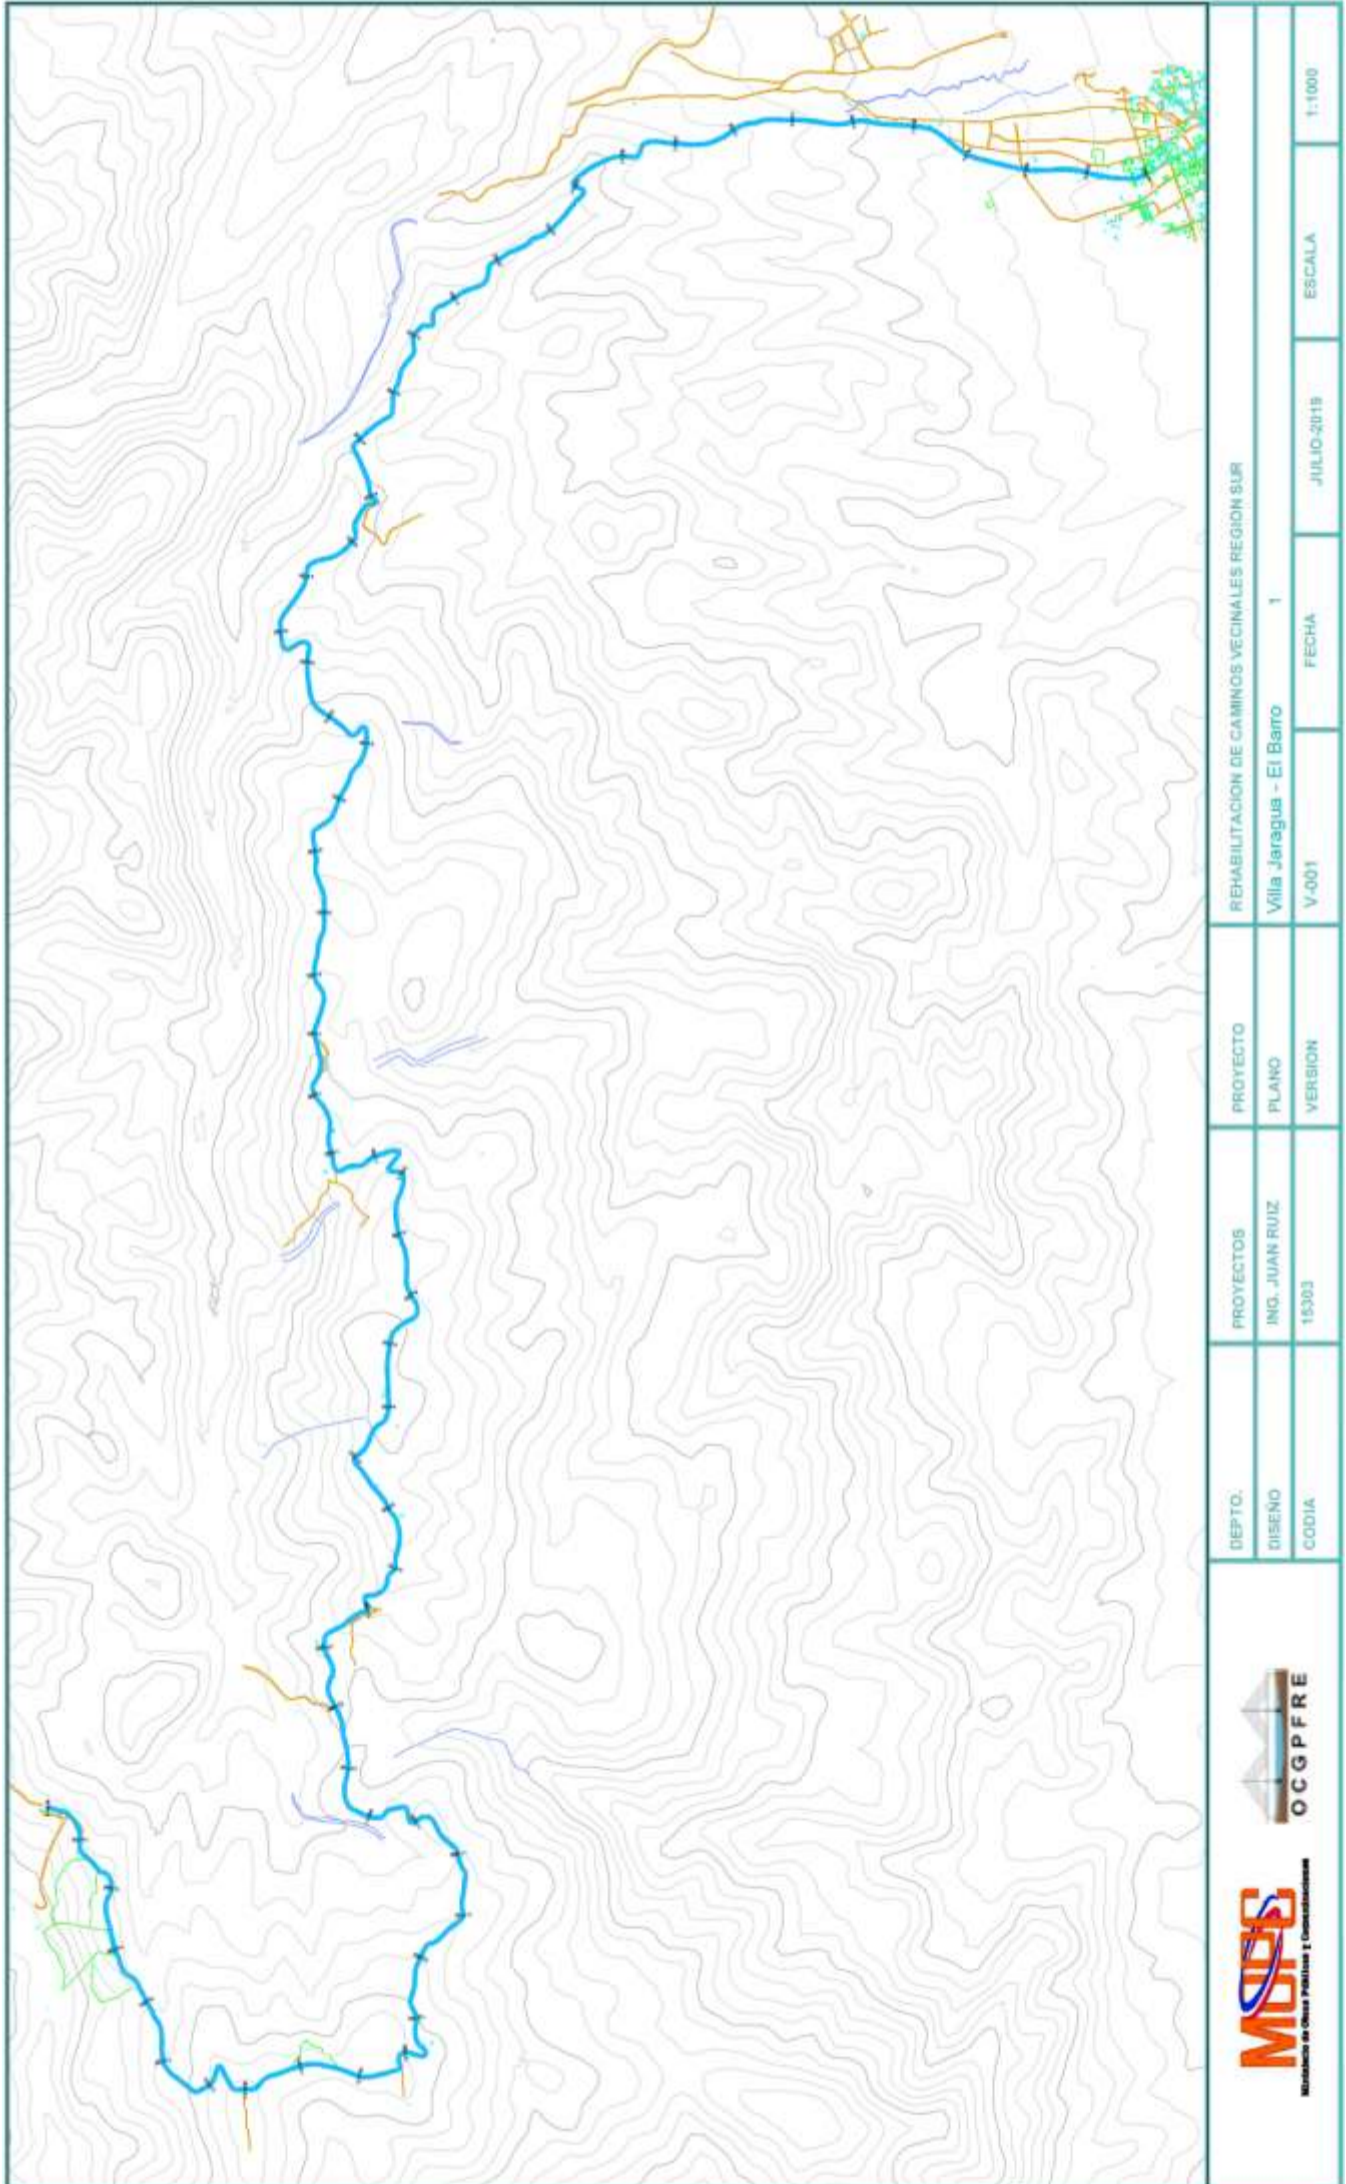 MOPC
Ministerio de Obras Públicas y Comunicaciones
OCGPFRE
DEPTO. PROYECTOS PROYECTO REHABILITACION DE CAMINOS VECINALES REGION SUR
DISEÑO ING. JUAN RUIZ PLANO Villa Jaragua - El Barro 1
CODIA 15303 VERSION V-001 FECHA JULIO-2019 ESCALA 1:1000